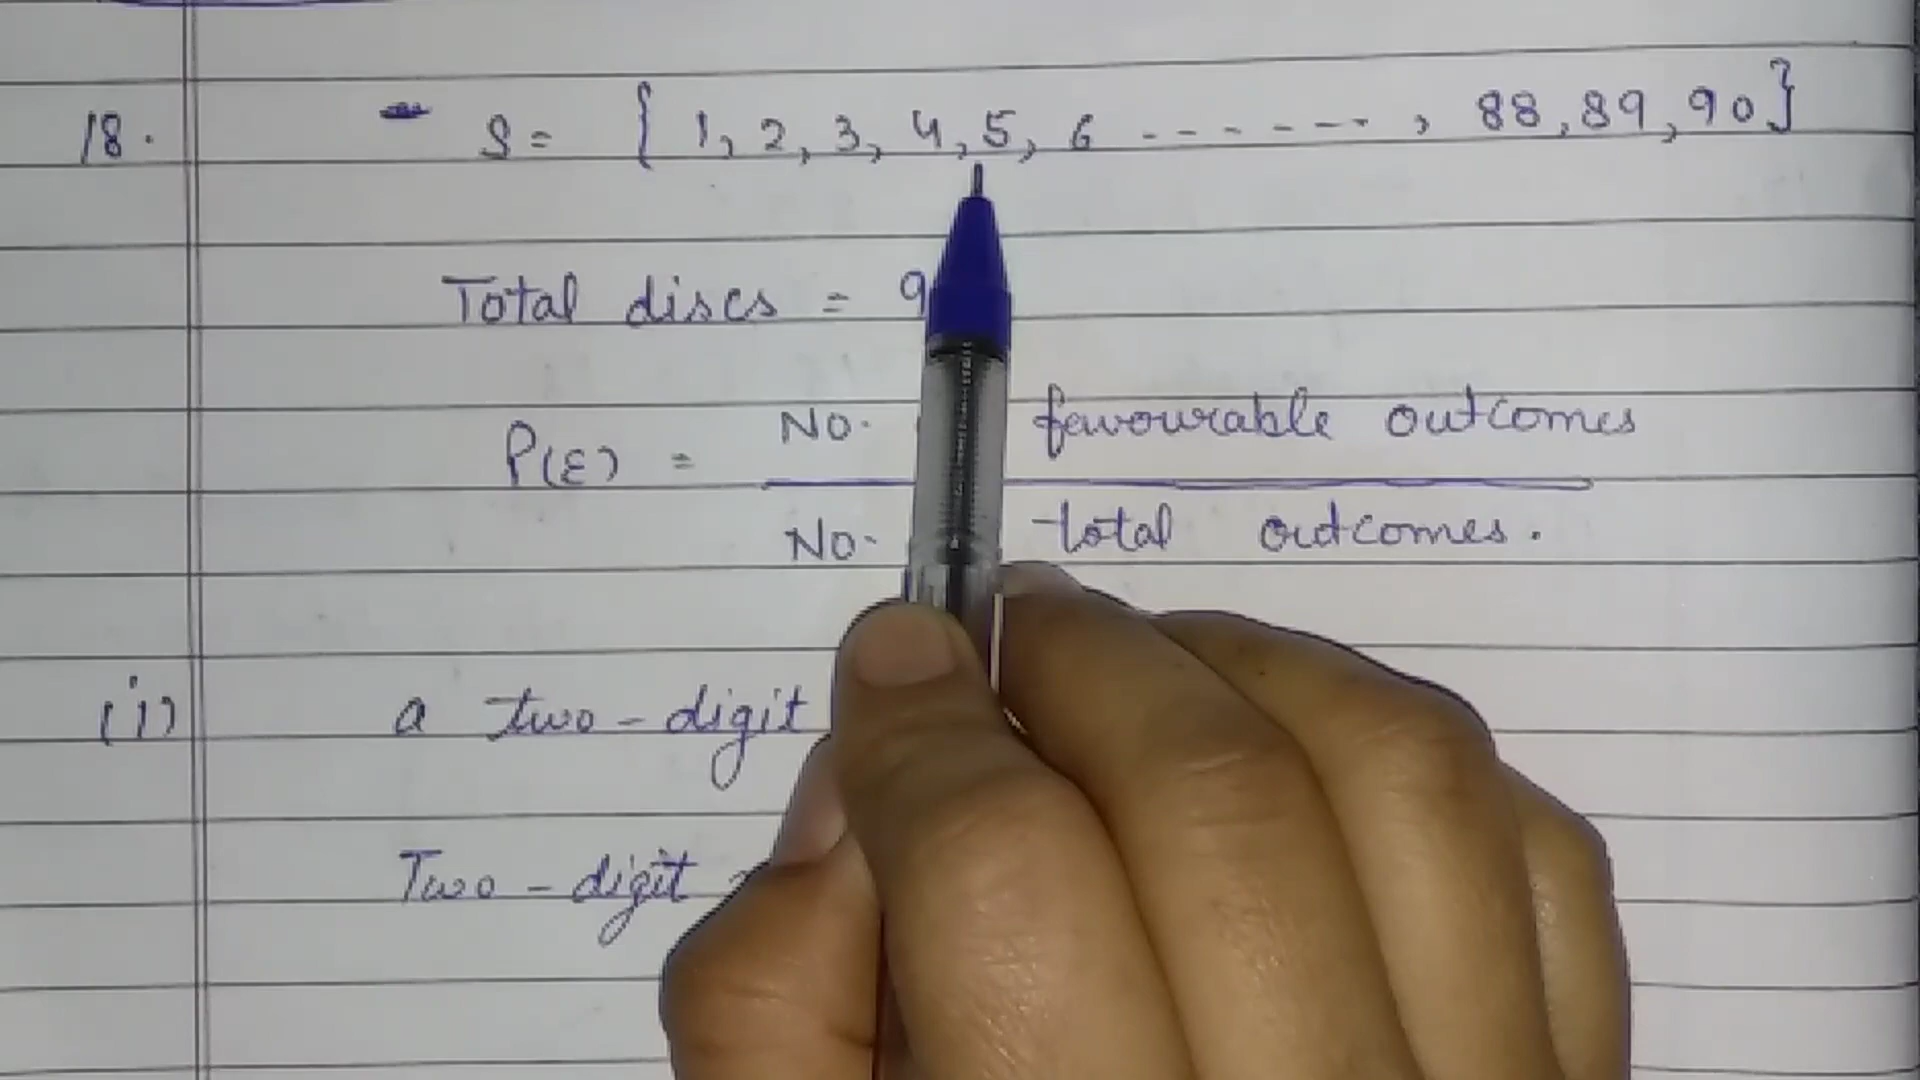 18. S = { 1, 2, 3, 4, 5, 6 ------- , 88, 89, 90 }
Total discs = 9
P(E) = No. favourable outcomes
No. total outcomes.
(i) a two-digit
Two-digit